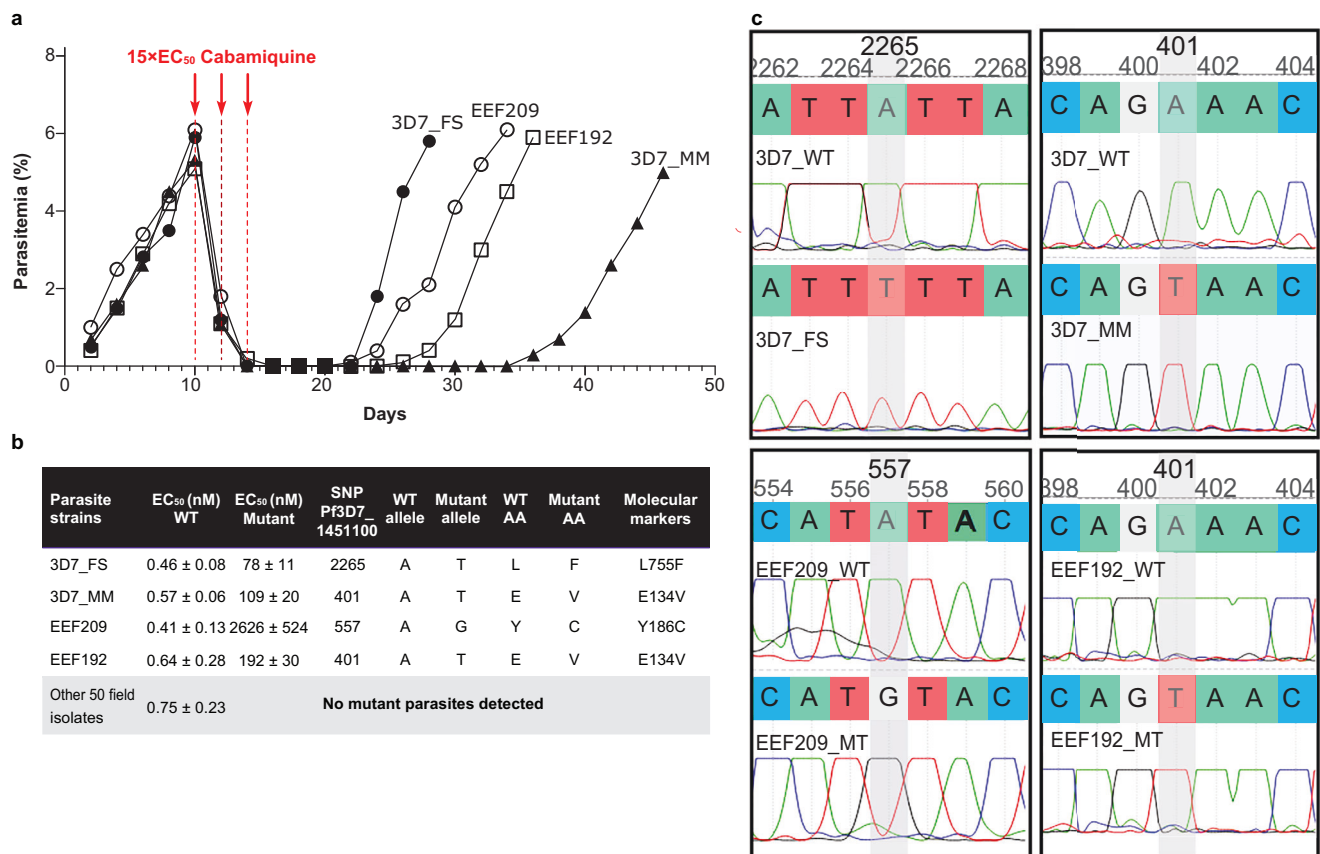 a
15×EC50 Cabamiquine
Parasitemia (%)
8
6
4
2
0
0 10 20 30 40 50
Days
3D7_FS
EEF209
EEF192
3D7_MM
b
Parasite strains | EC50 (nM) WT | EC50 (nM) Mutant | SNP Pf3D7_1451100 | WT allele | Mutant allele | WT AA | Mutant AA | Molecular markers
3D7_FS 0.46 ± 0.08 78 ± 11 2265 A T L F L755F
3D7_MM 0.57 ± 0.06 109 ± 20 401 A T E V E134V
EEF209 0.41 ± 0.13 2626 ± 524 557 A G Y C Y186C
EEF192 0.64 ± 0.28 192 ± 30 401 A T E V E134V
Other 50 field isolates 0.75 ± 0.23 No mutant parasites detected
c
2265
2262 2264 2266 2268
A T T A T T A
3D7_WT
A T T T T T A
3D7_FS
401
398 400 402 404
C A G A A A C
3D7_WT
C A G T A A C
3D7_MM
557
554 556 558 560
C A T A T A C
EEF209_WT
C A T G T A C
EEF209_MT
401
398 400 402 404
C A G A A A C
EEF192_WT
C A G T A A C
EEF192_MT